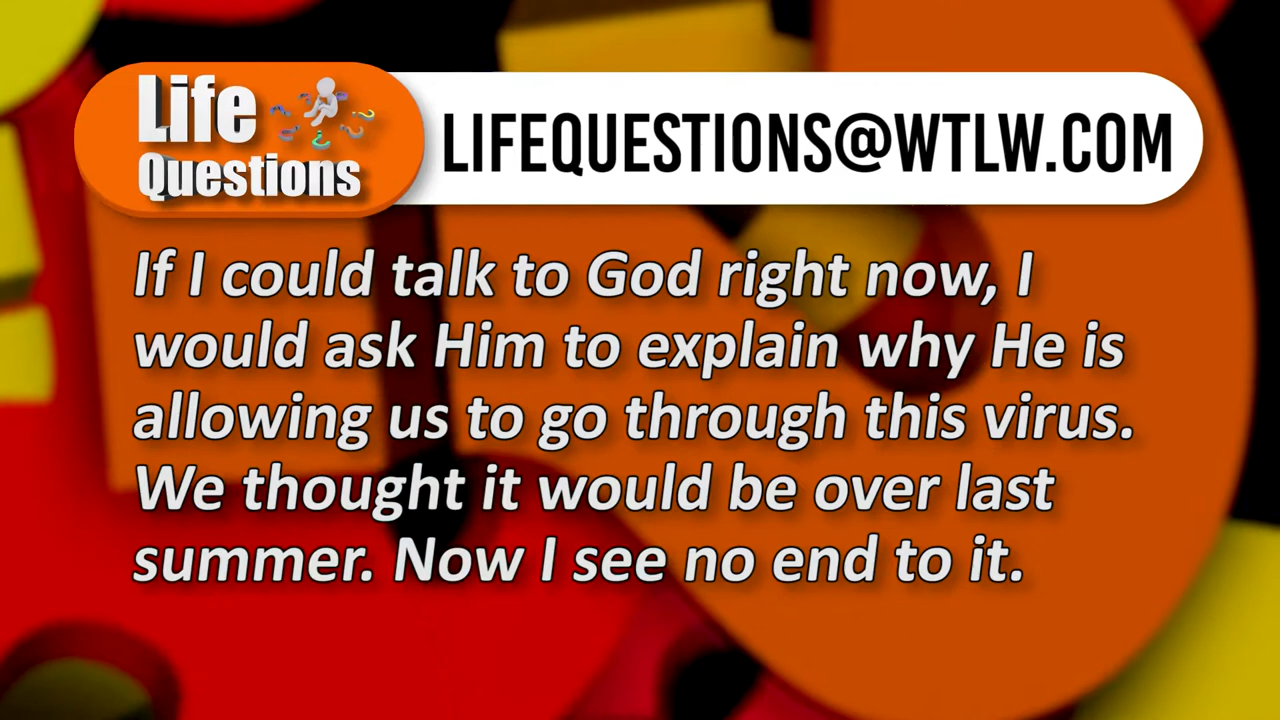 Life
Questions
LIFEQUESTIONS@WTLW.COM
If I could talk to God right now, I
would ask Him to explain why He is
allowing us to go through this virus.
We thought it would be over last
summer. Now I see no end to it.